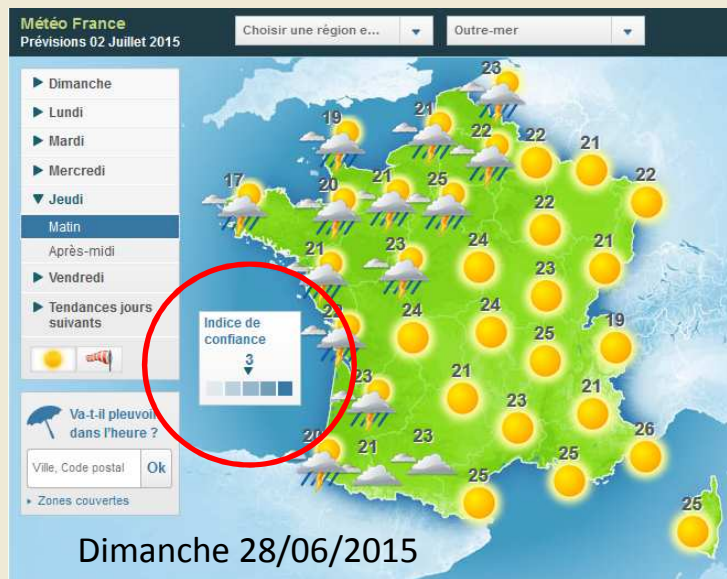 Météo France
Prévisions 02 Juillet 2015
Choisir une région e...
Outre-mer
Dimanche
Lundi
Mardi
Mercredi
Jeudi
Matin
Après-midi
Vendredi
Tendances jours
suivants
Indice de
confiance
3
Va-t-il pleuvoir
dans l'heure ?
Ville, Code postal Ok
Zones couvertes
23
19 21
22 22 21
17 20 21 25 22
22
21 23 24 21
23
22 24 24 19
25
23 21 21
23
20 21 23 26
25 25
25
Dimanche 28/06/2015